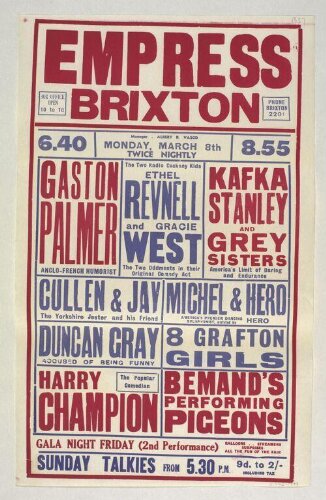 EMPRESS
BOX OFFICE
OPEN
10 to 10
BRIXTON
PHONE
BRIXTON
2201
Manager . ALBERT B. WASCO
6.40
MONDAY, MARCH 8th
TWICE NIGHTLY
8.55
GASTON
PALMER
ANGLO-FRENCH HUMORIST
The Two Radio Cockney Kids
ETHEL
REVNELL
and GRACIE
WEST
The Two Oddments in their
Original Comedy Act
KAFKA
STANLEY
AND
GREY
SISTERS
America's Limit of Daring
and Endurance
CULLEN & JAY
The Yorkshire Jester and his Friend
MICHEL & HERO
AMERICA'S PREMIER DANCING
HERO
DUNCAN GRAY
ACCUSED OF BEING FUNNY
8 GRAFTON
GIRLS
HARRY
The Popular
Comedian
CHAMPION
BEMAND'S
PERFORMING
PIGEONS
GALA NIGHT FRIDAY (2nd Performance)
BALLOONS STREAMERS
SURPRISES
ALL THE FUN OF THE FAIR
SUNDAY TALKIES FROM 5.30 P.M.
9d. to 2/-
INCLUDING TAX